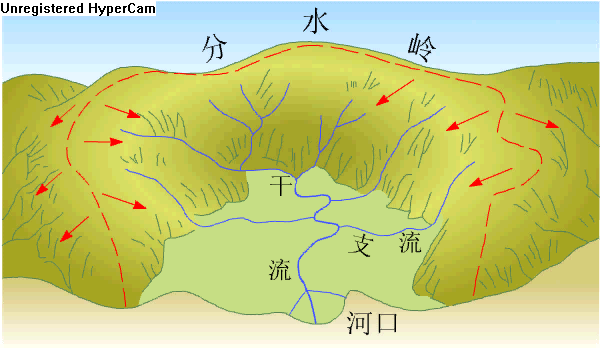 Unregistered HyperCam
分水岭
干流
支流
河口